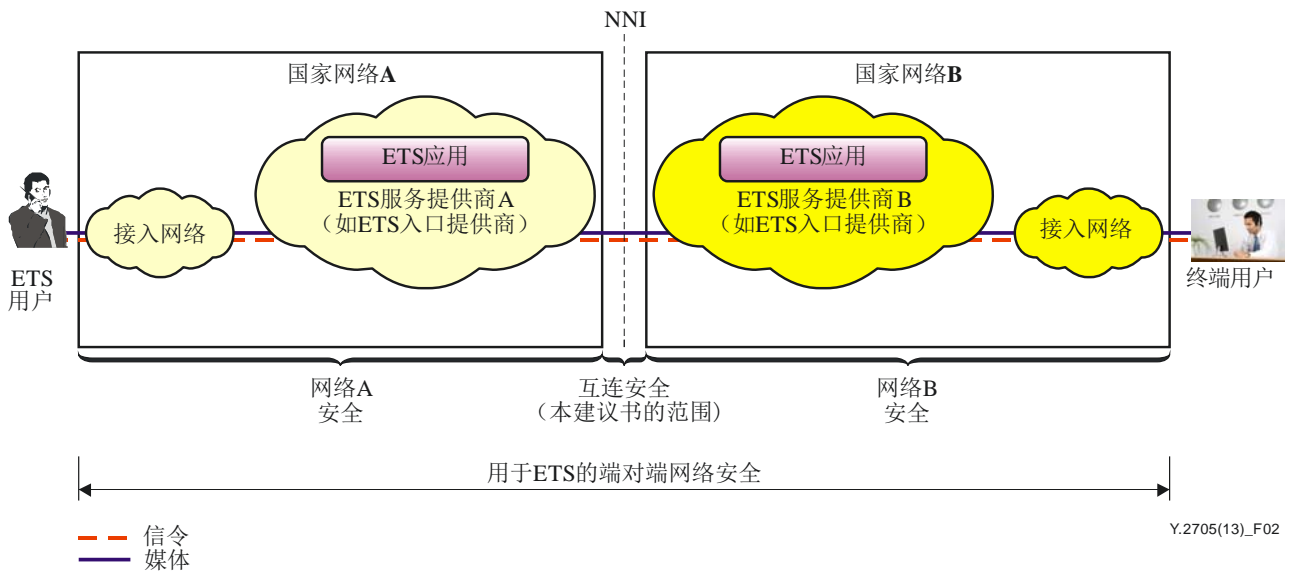 NNI
国家网络A
国家网络B
ETS应用
ETS服务提供商A
（如ETS入口提供商）
ETS应用
ETS服务提供商B
（如ETS入口提供商）
接入网络
接入网络
ETS
用户
终端用户
网络A
安全
互连安全
（本建议书的范围）
网络B
安全
用于ETS的端对端网络安全
信令
媒体
Y.2705(13)_F02